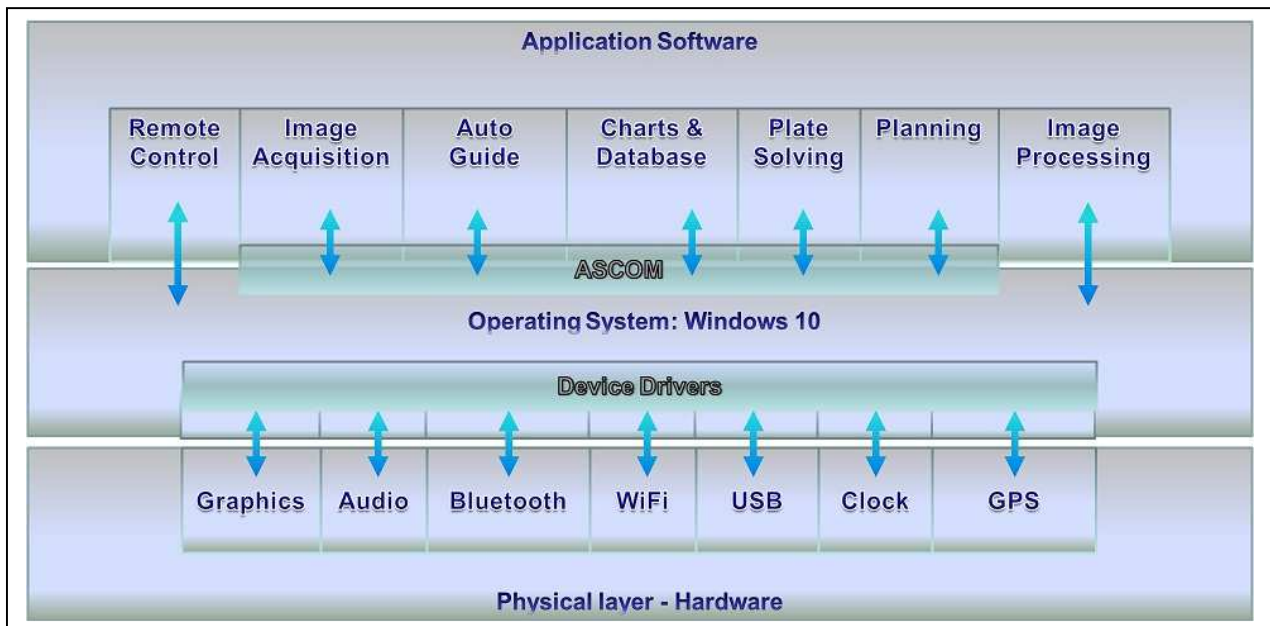 Application Software
Remote Control
Image Acquisition
Auto Guide
Charts & Database
Plate Solving
Planning
Image Processing
ASCOM
Operating System: Windows 10
Device Drivers
Graphics
Audio
Bluetooth
WiFi
USB
Clock
GPS
Physical layer - Hardware